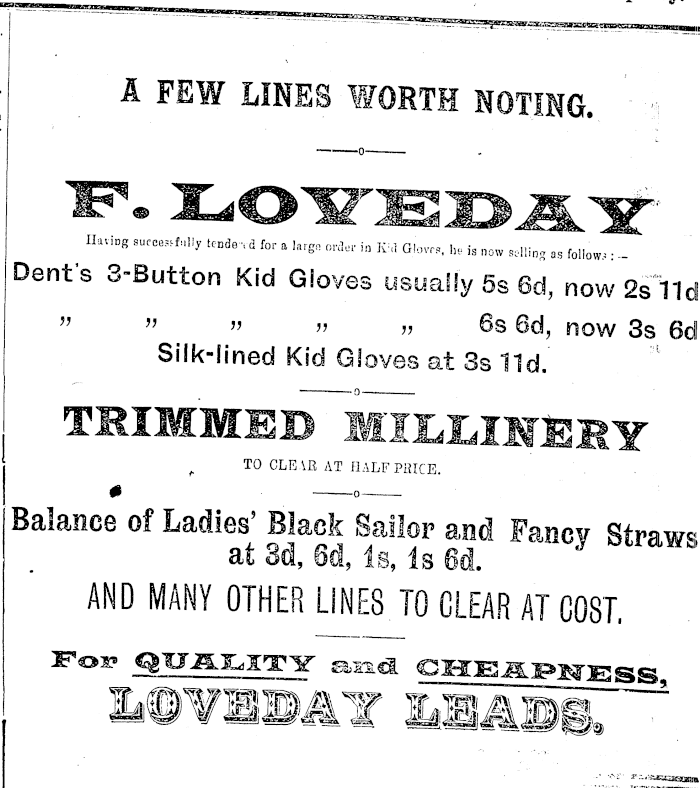 A FEW LINES WORTH NOTING.
F. LOVEDAY
Having successfully tendered for a large order in Kid Gloves, he is now selling as follows :—
Dent's 3-Button Kid Gloves usually 5s 6d, now 2s 11d
” ” ” ” ” 6s 6d, now 3s 6d
Silk-lined Kid Gloves at 3s 11d.
TRIMMED MILLINERY
TO CLEAR AT HALF PRICE.
Balance of Ladies' Black Sailor and Fancy Straws
at 3d, 6d, 1s, 1s 6d.
AND MANY OTHER LINES TO CLEAR AT COST.
For QUALITY and CHEAPNESS,
LOVEDAY LEADS.